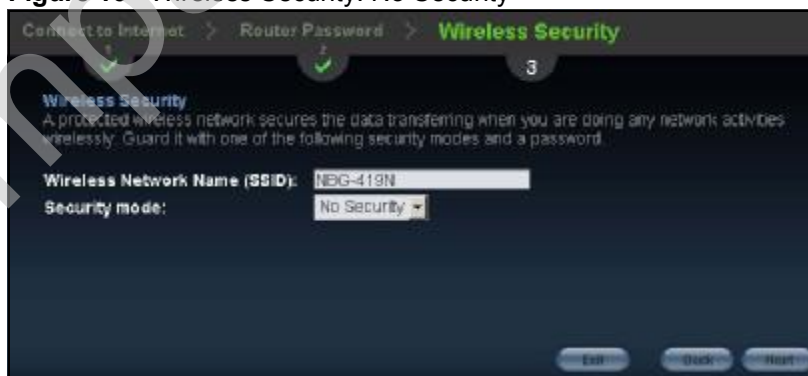 Wireless Security: No Security
Connect to Internet > Router Password > Wireless Security
1 2 3
Wireless Security
A protected wireless network secures the data transferring when you are doing any network activities
wirelessly. Guard it with one of the following security modes and a password.
Wireless Network Name (SSID): NBG-419N
Security mode: No Security
Exit Back Next